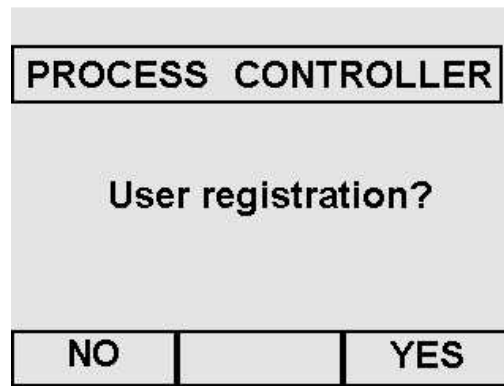 PROCESS CONTROLLER
User registration?
NO YES